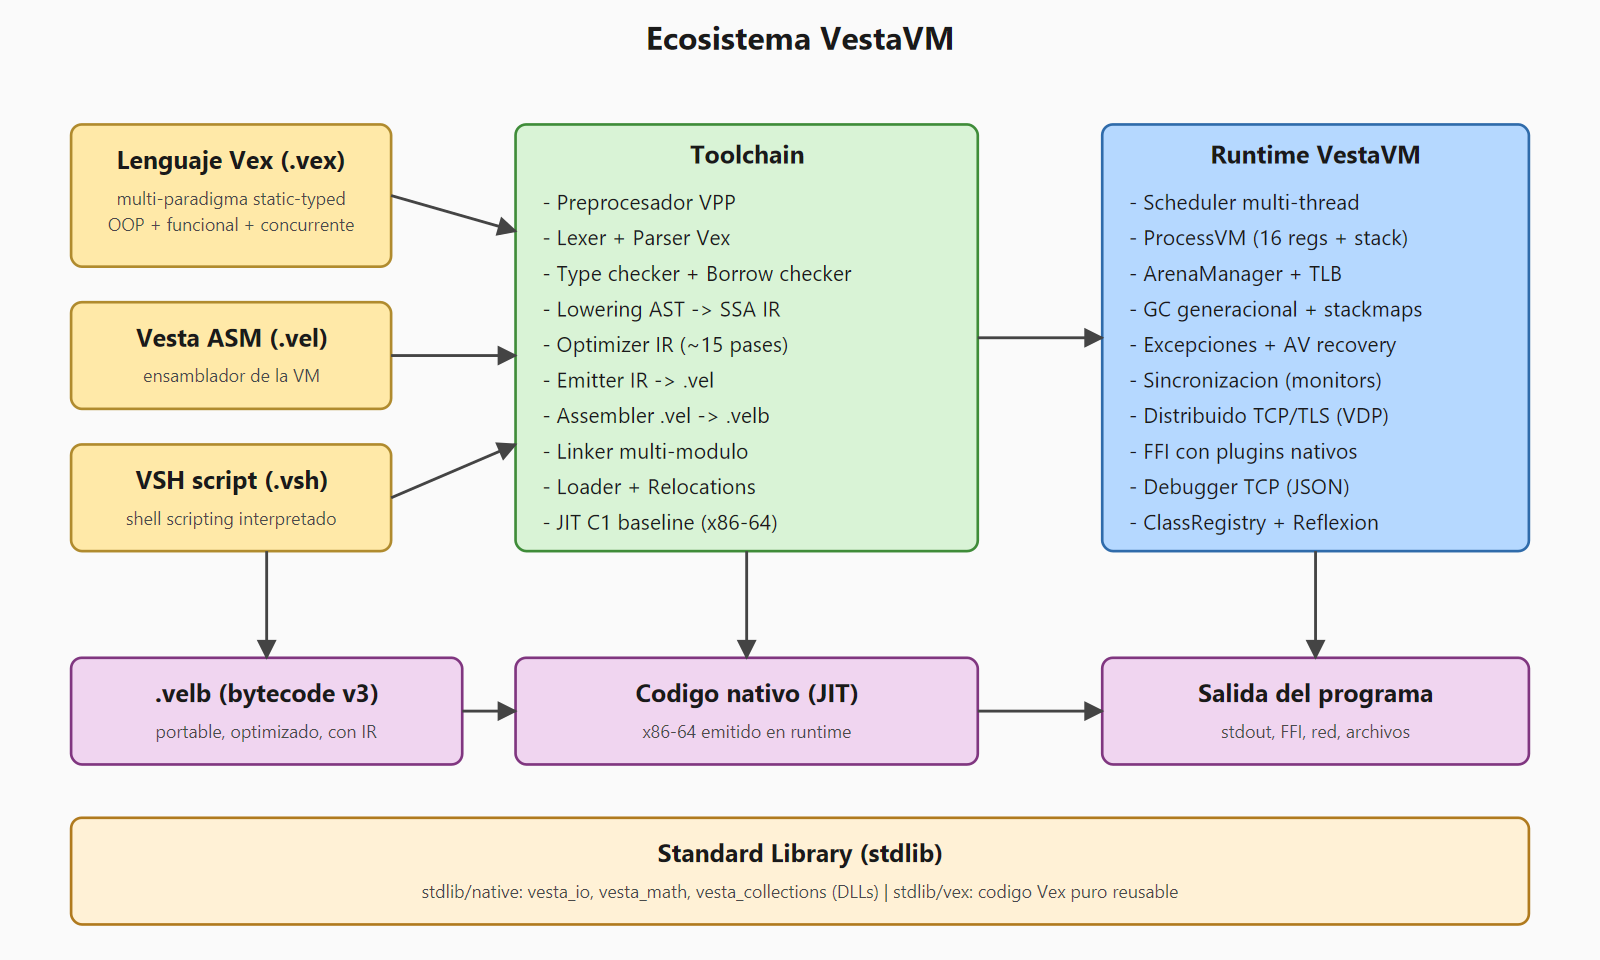 Ecosistema VestaVM
Lenguaje Vex (.vex)
multi-paradigma static-typed
OOP + funcional + concurrente
Vesta ASM (.vel)
ensamblador de la VM
VSH script (.vsh)
shell scripting interpretado
Toolchain
- Preprocesador VPP
- Lexer + Parser Vex
- Type checker + Borrow checker
- Lowering AST -> SSA IR
- Optimizer IR (~15 pases)
- Emitter IR -> .vel
- Assembler .vel -> .velb
- Linker multi-modulo
- Loader + Relocations
- JIT C1 baseline (x86-64)
Runtime VestaVM
- Scheduler multi-thread
- ProcessVM (16 regs + stack)
- ArenaManager + TLB
- GC generacional + stackmaps
- Excepciones + AV recovery
- Sincronizacion (monitors)
- Distribuido TCP/TLS (VDP)
- FFI con plugins nativos
- Debugger TCP (JSON)
- ClassRegistry + Reflexion
.velb (bytecode v3)
portable, optimizado, con IR
Codigo nativo (JIT)
x86-64 emitido en runtime
Salida del programa
stdout, FFI, red, archivos
Standard Library (stdlib)
stdlib/native: vesta_io, vesta_math, vesta_collections (DLLs) | stdlib/vex: codigo Vex puro reusable